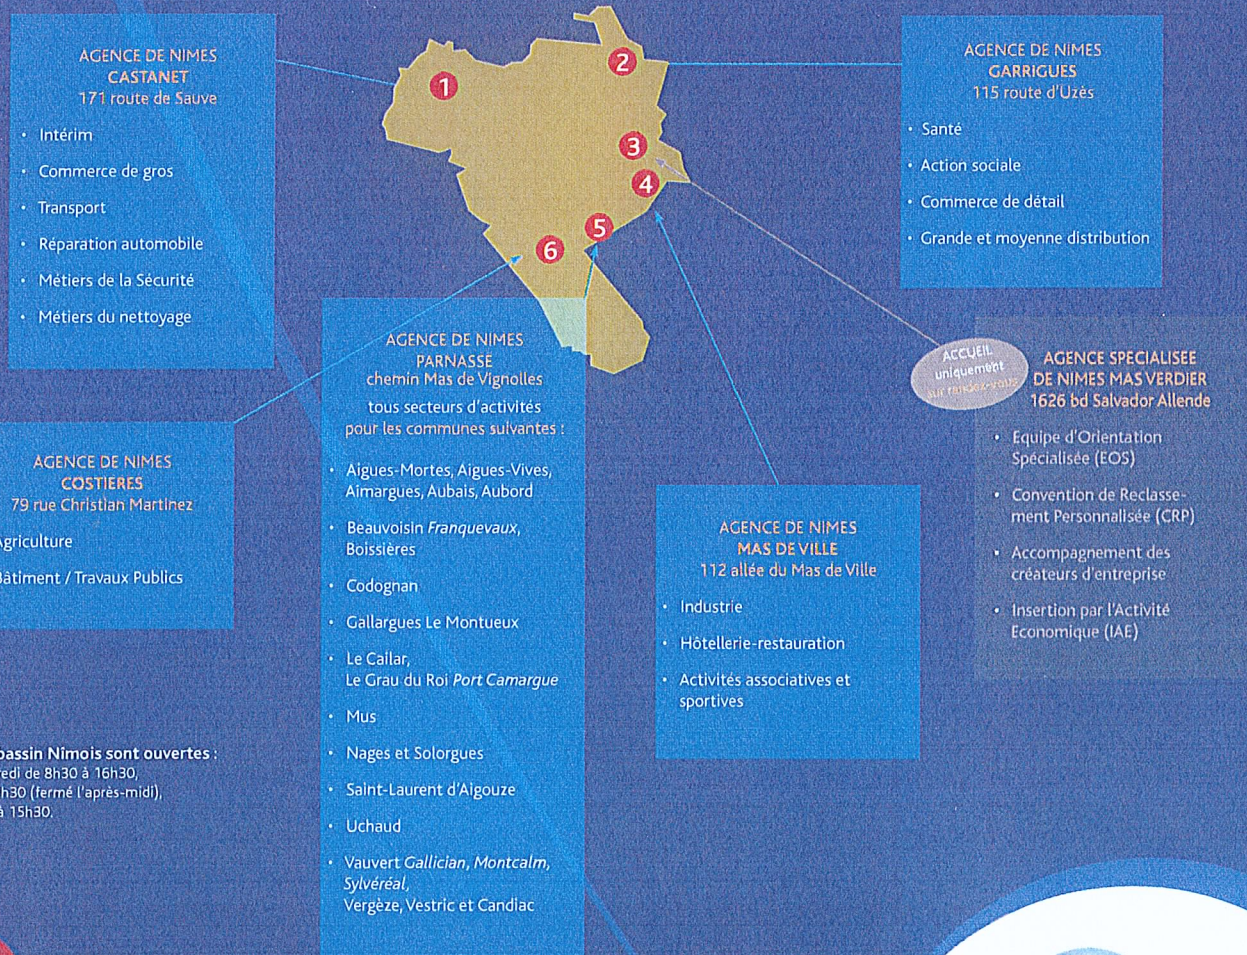 AGENCE DE NIMES
CASTANET
171 route de Sauve
• Intérim
• Commerce de gros
• Transport
• Réparation automobile
• Métiers de la Sécurité
• Métiers du nettoyage
1
2
3
4
5
6
AGENCE DE NIMES
GARRIGUES
115 route d'Uzès
• Santé
• Action sociale
• Commerce de détail
• Grande et moyenne distribution
AGENCE DE NIMES
COSTIERES
79 rue Christian Martinez
Agriculture
Bâtiment / Travaux Publics
AGENCE DE NIMES
PARNASSE
chemin Mas de Vignolles
tous secteurs d'activités
pour les communes suivantes :
• Aigues-Mortes, Aigues-Vives,
Aimargues, Aubais, Aubord
• Beauvoisin Franquevaux,
Boissières
• Codognan
• Gallargues Le Montueux
• Le Cailar,
Le Grau du Roi Port Camargue
• Mus
• Nages et Solorgues
• Saint-Laurent d'Aigouze
• Uchaud
• Vauvert Gallician, Montcalm,
Sylvéréal,
Vergèze, Vestric et Candiac
AGENCE DE NIMES
MAS DE VILLE
112 allée du Mas de Ville
• Industrie
• Hôtellerie-restauration
• Activités associatives et
sportives
ACCUEIL
uniquement
sur rendez-vous
AGENCE SPECIALISEE
DE NIMES MAS VERDIER
1626 bd Salvador Allende
• Equipe d'Orientation
Spécialisée (EOS)
• Convention de Reclasse-
ment Personnalisée (CRP)
• Accompagnement des
créateurs d'entreprise
• Insertion par l'Activité
Economique (IAE)
bassin Nîmois sont ouvertes :
redi de 8h30 à 16h30,
h30 (fermé l'après-midi),
à 15h30.